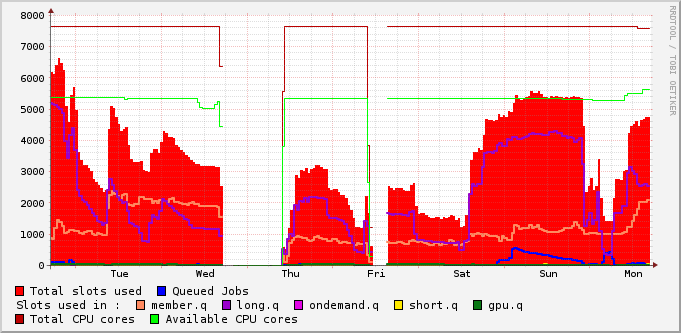 8000
7000
6000
5000
4000
3000
2000
1000
0
Tue Wed Thu Fri Sat Sun Mon
RRDTOOL / TOBI OETIKER
Total slots used Queued Jobs
Slots used in : member.q long.q ondemand.q short.q gpu.q
Total CPU cores Available CPU cores